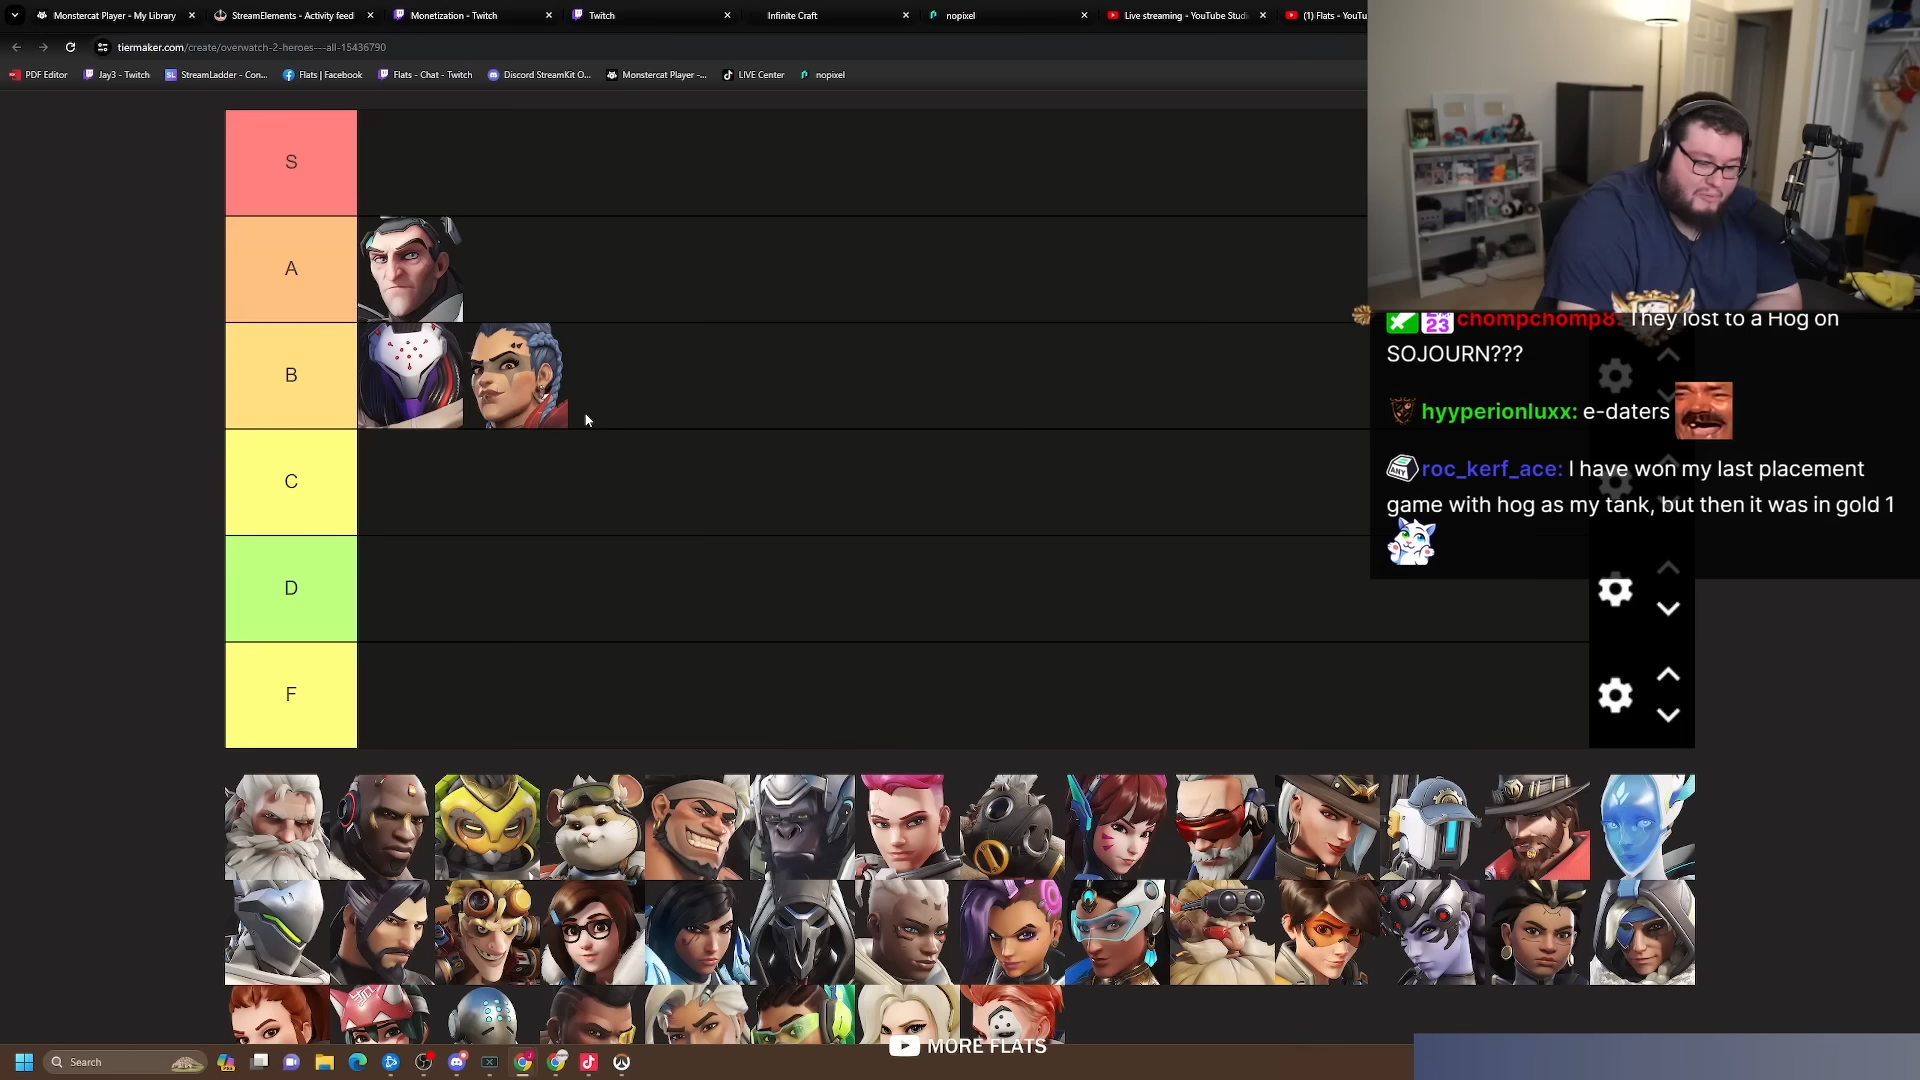 Monstercat Player - My Library
StreamElements - Activity feed
Monetization - Twitch
Twitch
Infinite Craft
nopixel
Live streaming - YouTube Studi
(1) Flats - YouTu
tiermaker.com/create/overwatch-2-heroes---all-15436790
PDF Editor
Jay3 - Twitch
StreamLadder - Con...
Flats | Facebook
Flats - Chat - Twitch
Discord StreamKit O...
Monstercat Player -...
LIVE Center
nopixel
S
A
B
C
D
F
23 chompchomp8: They lost to a Hog on
SOJOURN???
hyyperionluxx: e-daters
ANY roc_kerf_ace: I have won my last placement
game with hog as my tank, but then it was in gold 1
MORE FLATS
Search